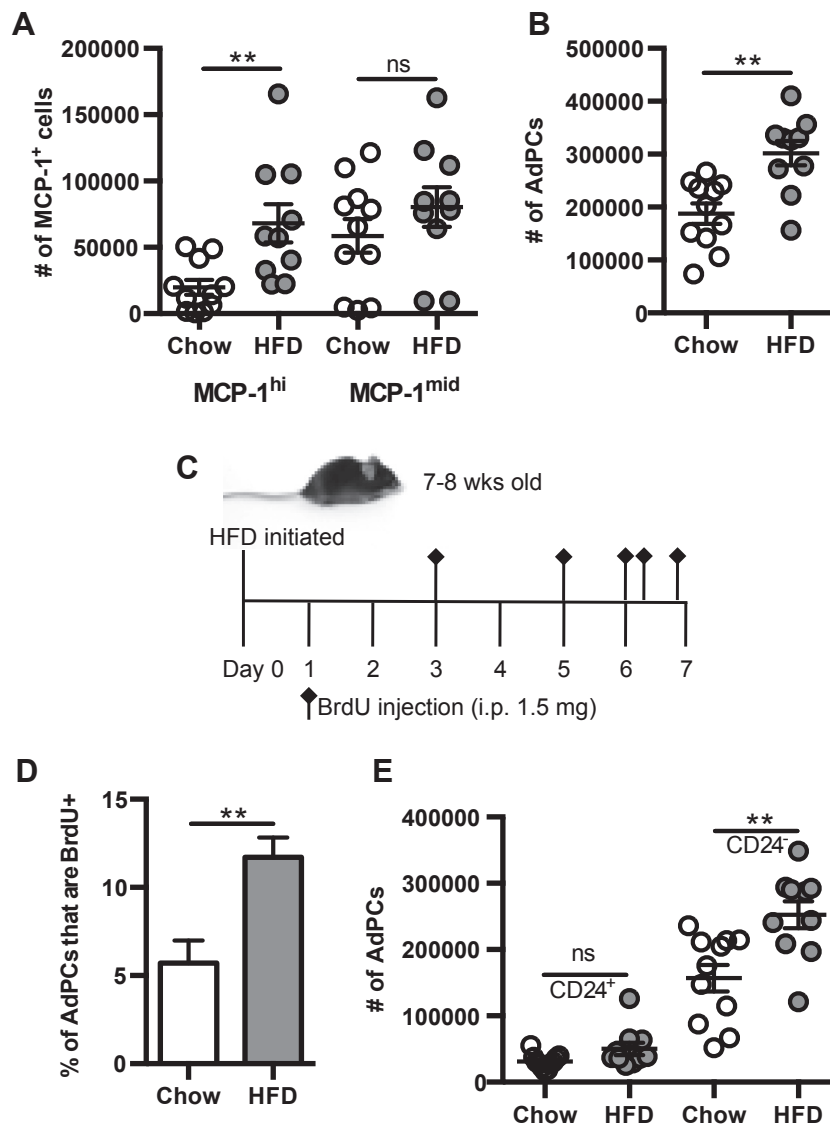 A
# of MCP-1+ cells
200000
150000
100000
50000
0
**
ns
Chow HFD Chow HFD
MCP-1hi MCP-1mid
B
# of AdPCs
500000
400000
300000
200000
100000
0
**
Chow HFD
C
7-8 wks old
HFD initiated
Day 0 1 2 3 4 5 6 7
BrdU injection (i.p. 1.5 mg)
D
% of AdPCs that are BrdU+
15
10
5
0
**
Chow HFD
E
# of AdPCs
400000
300000
200000
100000
0
ns
CD24+
**
CD24-
Chow HFD Chow HFD